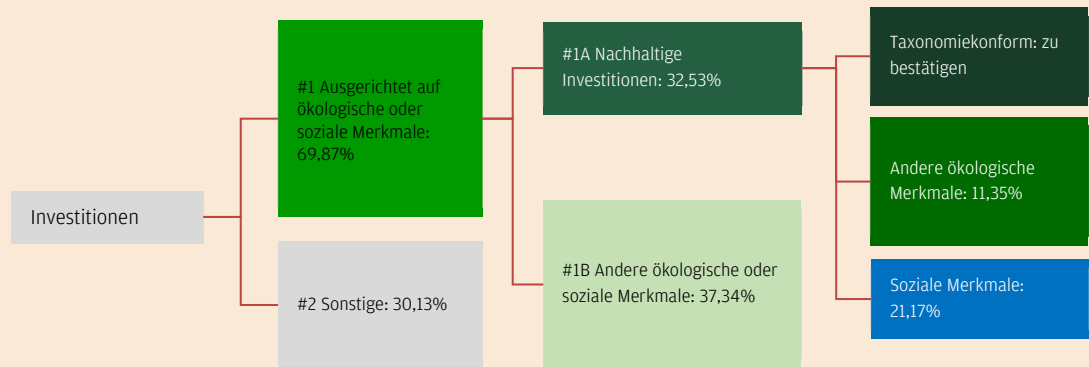 Investitionen
#1 Ausgerichtet auf
ökologische oder
soziale Merkmale:
69,87%
#2 Sonstige: 30,13%
#1A Nachhaltige
Investitionen: 32,53%
#1B Andere ökologische oder
soziale Merkmale: 37,34%
Taxonomiekonform: zu
bestätigen
Andere ökologische
Merkmale: 11,35%
Soziale Merkmale:
21,17%